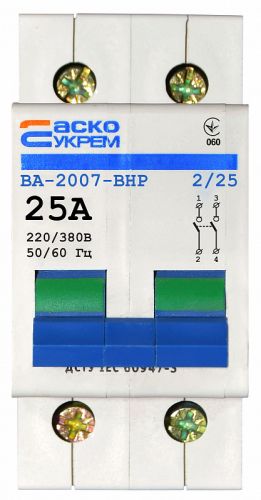 аско
УКРЕМ
060
ВА-2007-ВНР 2/25
25А
220/380В
50/60 Гц
1 3
2 4
ДСТУ IEC 60947-3